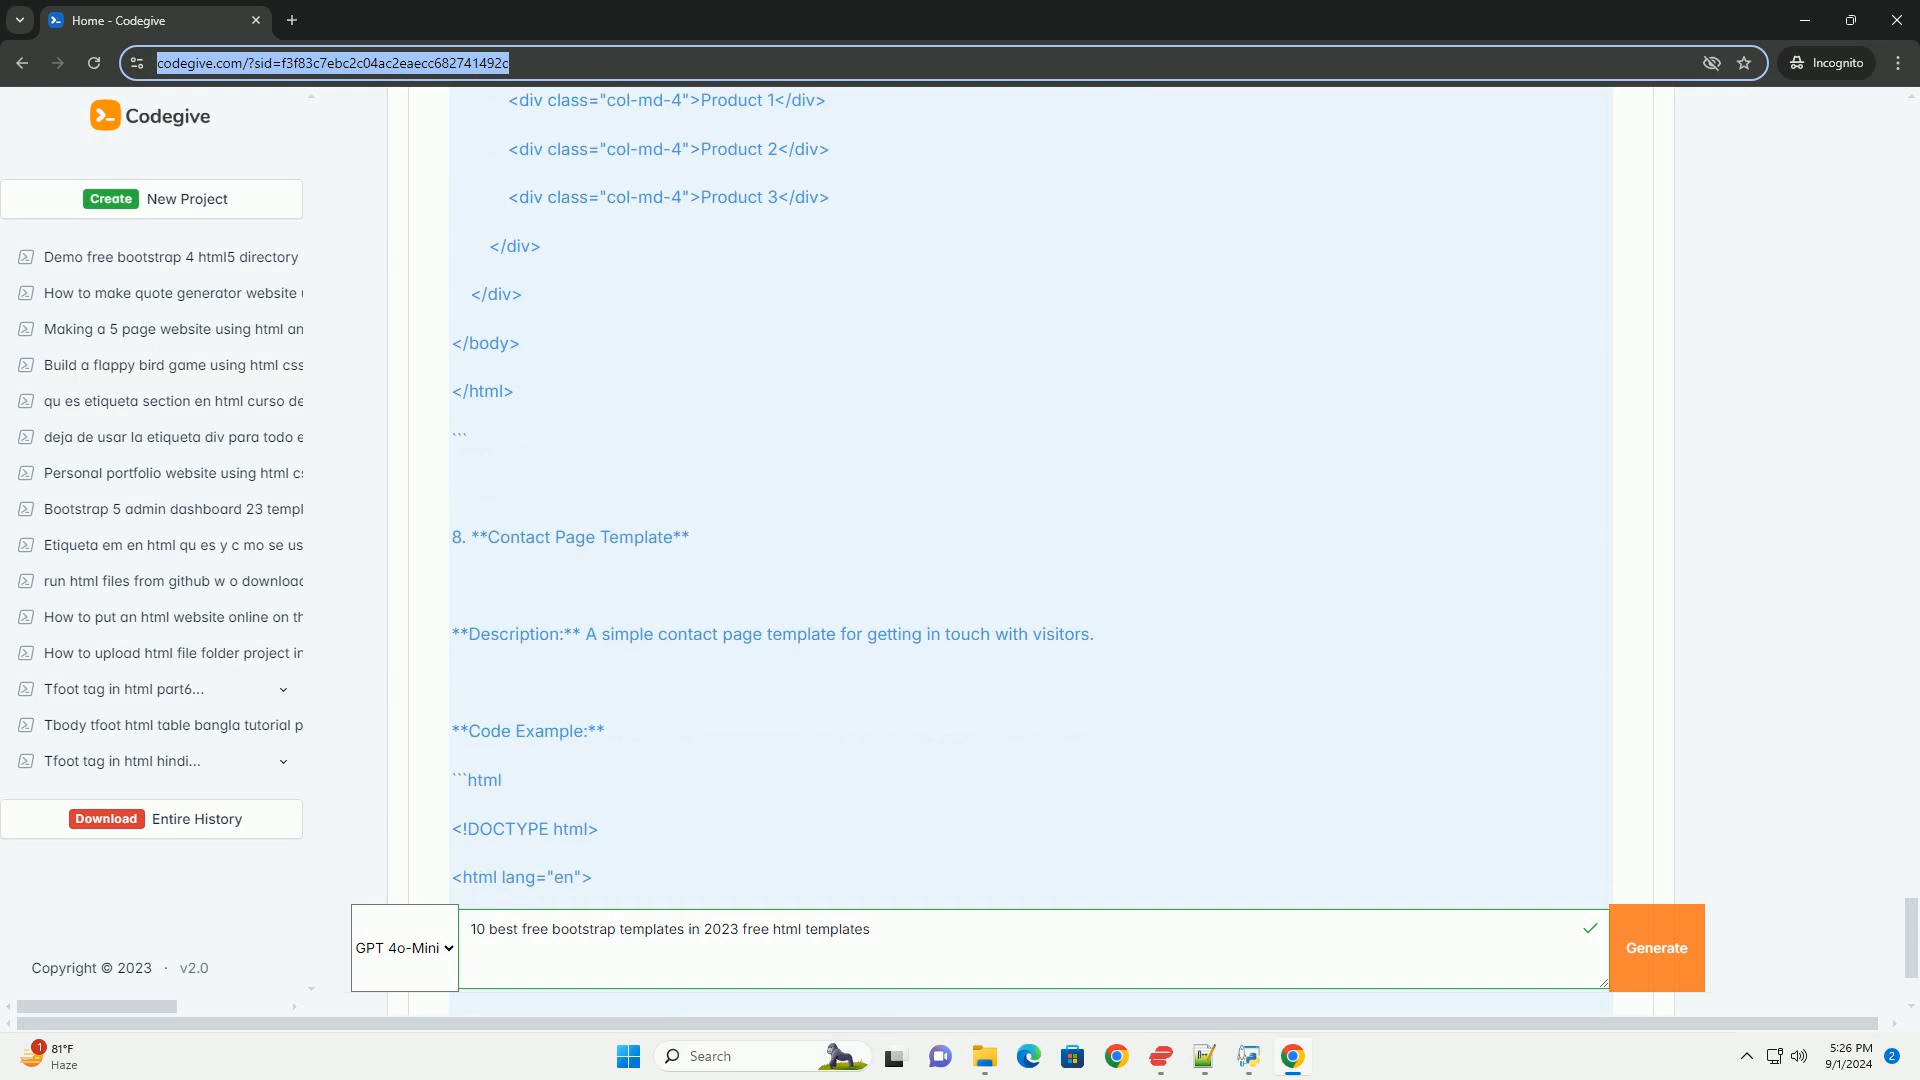 Home - Codegive
codegive.com/?sid=f3f83c7ebc2c04ac2eaecc682741492c
Incognito
Codegive
Create New Project
Demo free bootstrap 4 html5 directory
How to make quote generator website
Making a 5 page website using html an
Build a flappy bird game using html css
qu es etiqueta section en html curso de
deja de usar la etiqueta div para todo e
Personal portfolio website using html cs
Bootstrap 5 admin dashboard 23 templ
Etiqueta em en html qu es y c mo se us
run html files from github w o download
How to put an html website online on th
How to upload html file folder project in
Tfoot tag in html part6...
Tbody tfoot html table bangla tutorial p
Tfoot tag in html hindi...
Download Entire History
Copyright © 2023 · v2.0
<div class="col-md-4">Product 1</div>
<div class="col-md-4">Product 2</div>
<div class="col-md-4">Product 3</div>
</div>
</div>
</body>
</html>
```
8. **Contact Page Template**
**Description:** A simple contact page template for getting in touch with visitors.
**Code Example:**
```html
<!DOCTYPE html>
<html lang="en">
GPT 4o-Mini
10 best free bootstrap templates in 2023 free html templates
Generate
1
81°F
Haze
Search
5:26 PM
9/1/2024
2